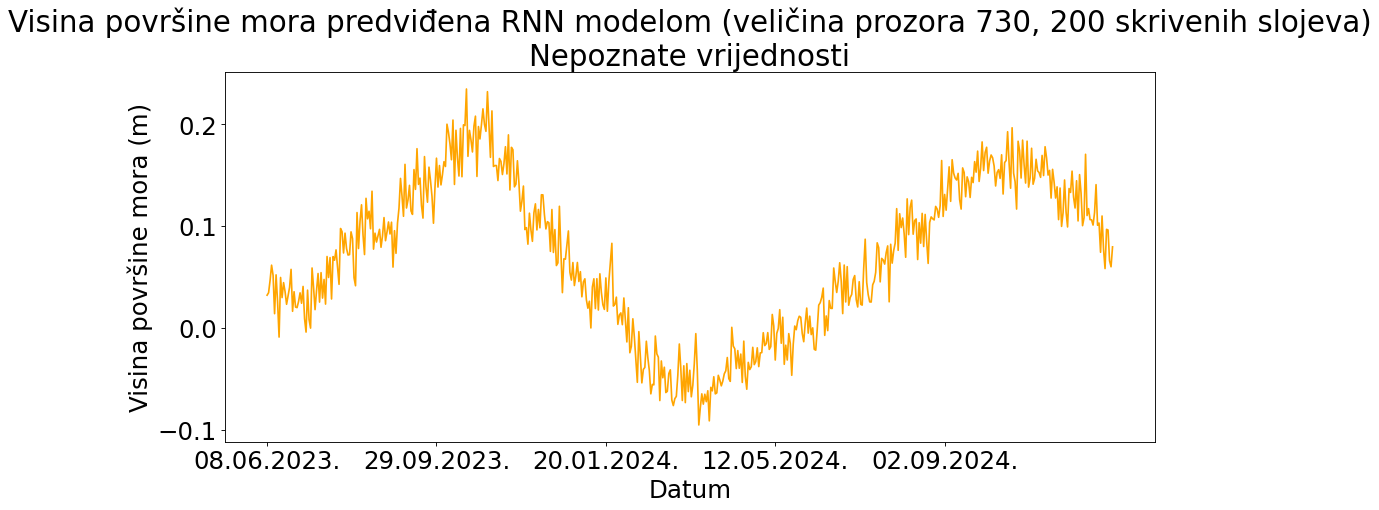 Visina površine mora predviđena RNN modelom (veličina prozora 730, 200 skrivenih slojeva)
Nepoznate vrijednosti
Visina površine mora (m)
0.2
0.1
0.0
−0.1
08.06.2023. 29.09.2023. 20.01.2024. 12.05.2024. 02.09.2024.
Datum